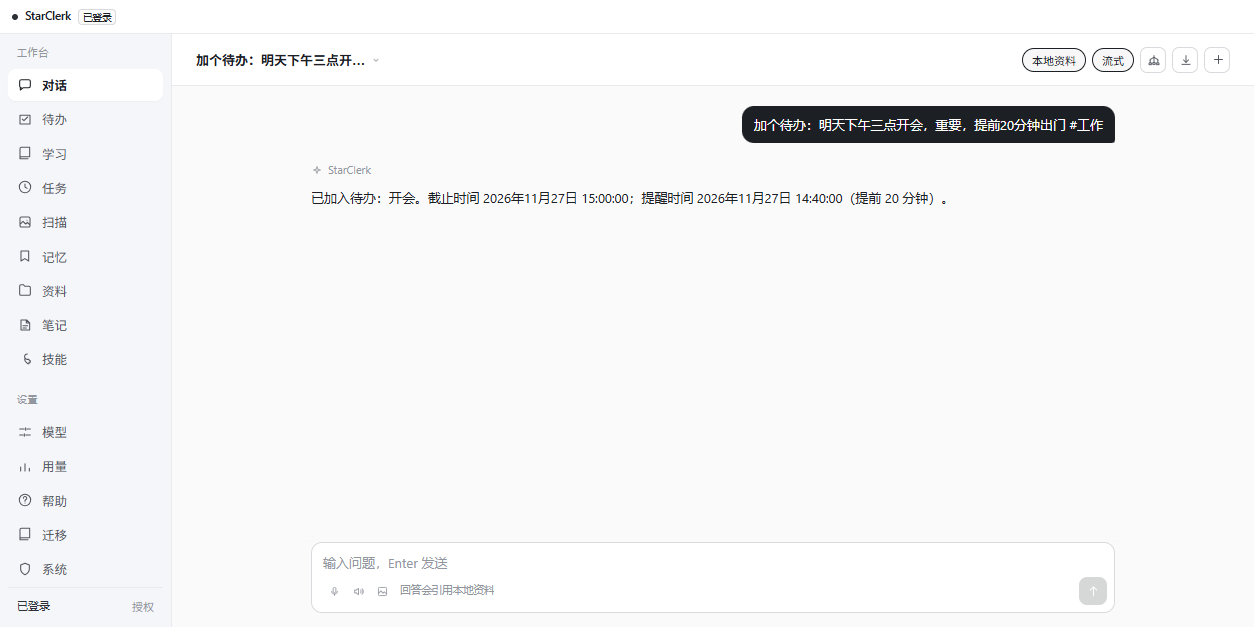 StarClerk 已登录
工作台
对话
待办
学习
任务
扫描
记忆
资料
笔记
技能
设置
模型
用量
帮助
迁移
系统
已登录 授权
加个待办：明天下午三点开... 本地资料 流式
加个待办：明天下午三点开会，重要，提前20分钟出门 #工作
StarClerk
已加入待办：开会。截止时间 2026年11月27日 15:00:00；提醒时间 2026年11月27日 14:40:00（提前 20 分钟）。
输入问题，Enter 发送
回答会引用本地资料